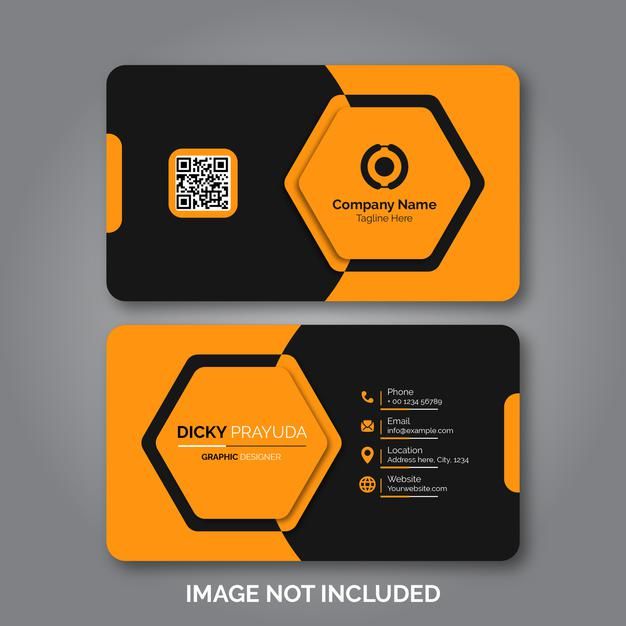 Company Name
Tagline Here
DICKY PRAYUDA
GRAPHIC DESIGNER
Phone
+ 00 1234 56789
Email
info@example.com
Location
Address here, City, 1234
Website
Yourwebsite.com
IMAGE NOT INCLUDED